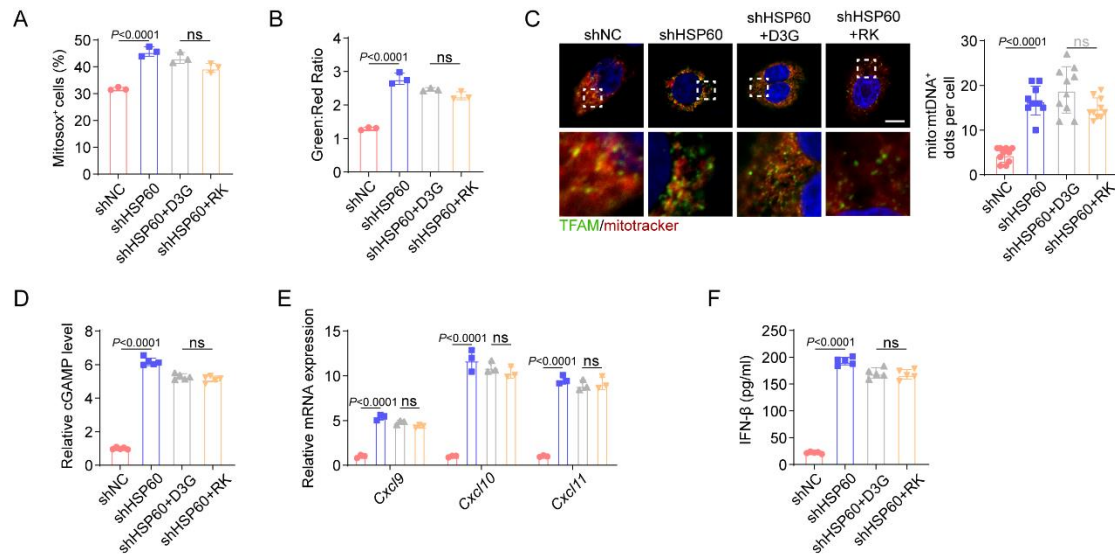 A
Mitosox+ cells (%)
60
50
40
30
20
10
0
P<0.0001
ns
shNC
shHSP60
shHSP60+D3G
shHSP60+RK
B
Green:Red Ratio
4
3
2
1
0
P<0.0001
ns
shNC
shHSP60
shHSP60+D3G
shHSP60+RK
C
shNC
shHSP60
shHSP60
+D3G
shHSP60
+RK
TFAM/mitotracker
mito-mtDNA+
dots per cell
30
20
10
0
P<0.0001
ns
shNC
shHSP60
shHSP60+D3G
shHSP60+RK
D
Relative cGAMP level
8
6
4
2
0
P<0.0001
ns
shNC
shHSP60
shHSP60+D3G
shHSP60+RK
E
Relative mRNA expression
15
10
5
0
P<0.0001
ns
P<0.0001
ns
P<0.0001
ns
Cxcl9
Cxcl10
Cxcl11
F
IFN-β (pg/ml)
250
200
150
100
50
0
P<0.0001
ns
shNC
shHSP60
shHSP60+D3G
shHSP60+RK